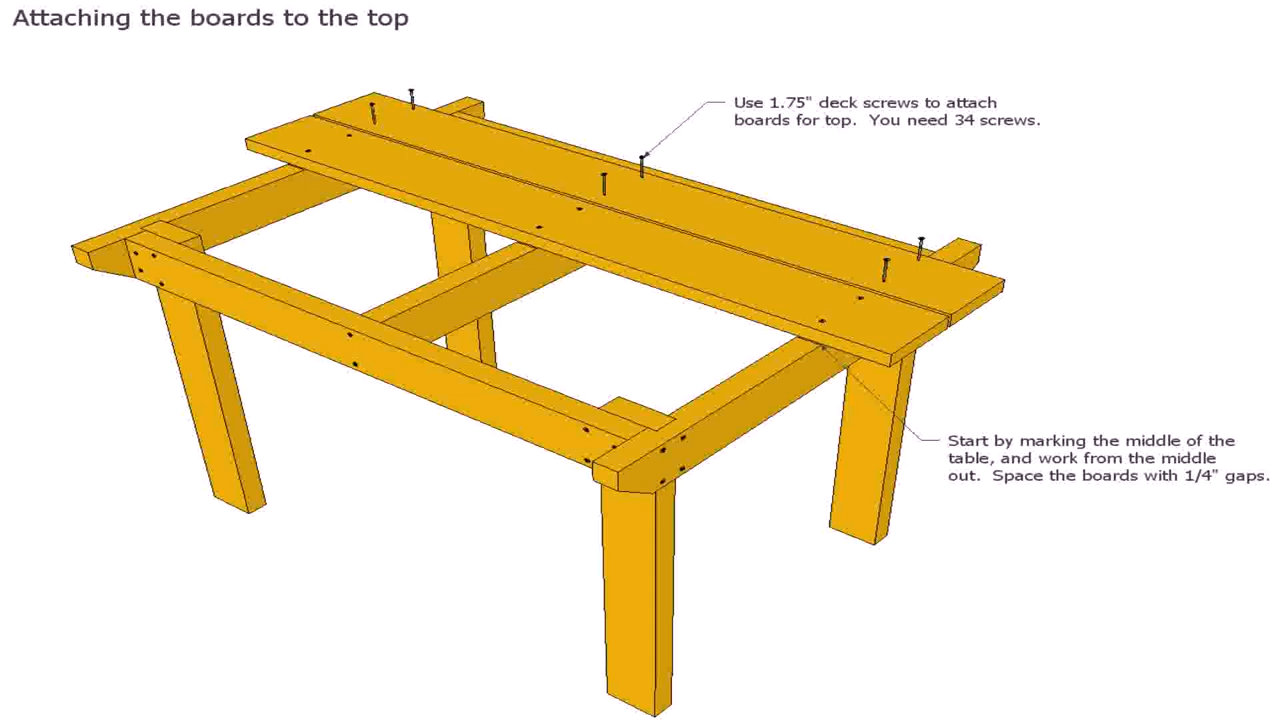 Attaching the boards to the top
Use 1.75" deck screws to attach
boards for top.  You need 34 screws.
Start by marking the middle of the
table, and work from the middle
out.  Space the boards with 1/4" gaps.